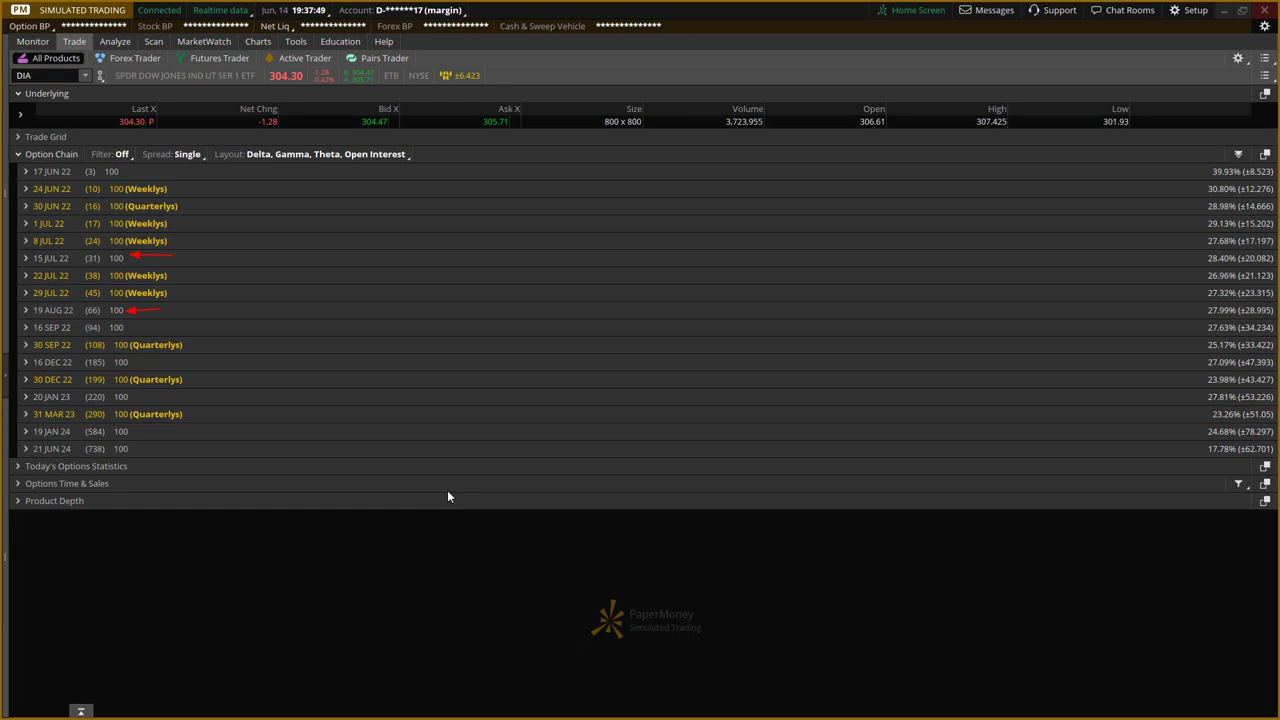 PM SIMULATED TRADING Connected Realtime data Jun, 14 19:37:49 Account: D-******17 (margin) Home Screen Messages Support Chat Rooms Setup
Option BP ************** Stock BP ************** Net Liq ************** Forex BP ************** Cash & Sweep Vehicle **************
Monitor Trade Analyze Scan MarketWatch Charts Tools Education Help
All Products Forex Trader Futures Trader Active Trader Pairs Trader
DIA SPDR DOW JONES IND UT SER 1 ETF 304.30 -1.28 -0.42% B: 304.47 A: 305.71 ETB NYSE ±6.423
Underlying
Last X Net Chng Bid X Ask X Size Volume Open High Low
304.30 P -1.28 304.47 305.71 800 x 800 3,723,955 306.61 307.425 301.93
Trade Grid
Option Chain Filter: Off Spread: Single Layout: Delta, Gamma, Theta, Open Interest
17 JUN 22 (3) 100 39.93% (±8.523)
24 JUN 22 (10) 100 (Weeklys) 30.80% (±12.276)
30 JUN 22 (16) 100 (Quarterlys) 28.98% (±14.666)
1 JUL 22 (17) 100 (Weeklys) 29.13% (±15.202)
8 JUL 22 (24) 100 (Weeklys) 27.68% (±17.197)
15 JUL 22 (31) 100 28.40% (±20.082)
22 JUL 22 (38) 100 (Weeklys) 26.96% (±21.123)
29 JUL 22 (45) 100 (Weeklys) 27.32% (±23.315)
19 AUG 22 (66) 100 27.99% (±28.995)
16 SEP 22 (94) 100 27.63% (±34.234)
30 SEP 22 (108) 100 (Quarterlys) 25.17% (±33.422)
16 DEC 22 (185) 100 27.09% (±47.393)
30 DEC 22 (199) 100 (Quarterlys) 23.98% (±43.427)
20 JAN 23 (220) 100 27.81% (±53.226)
31 MAR 23 (290) 100 (Quarterlys) 23.26% (±51.05)
19 JAN 24 (584) 100 24.68% (±78.297)
21 JUN 24 (738) 100 17.78% (±62.701)
Today's Options Statistics
Options Time & Sales
Product Depth
PaperMoney
Simulated Trading